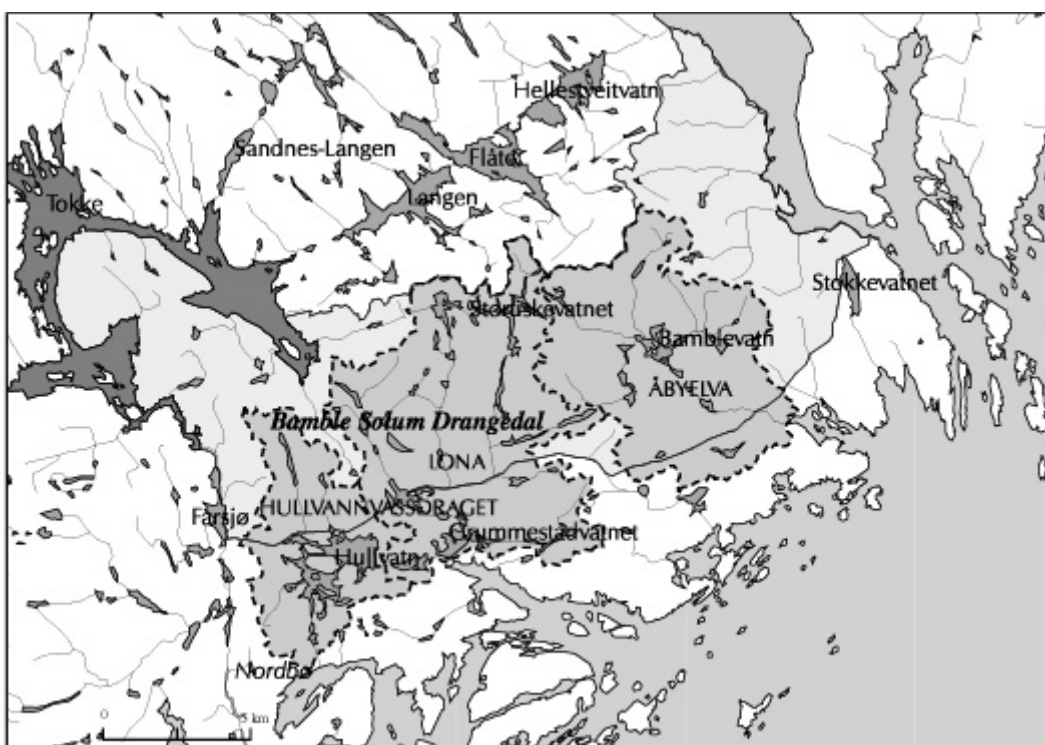 Hellestveitvatn
Sandnes-Langen
Flåte
Langen
Tokke
Stokkevatnet
Bamblevatn
ÅBYELVA
Bamble Solum Drangedal
LONA
HULLVANNVASSDRAGET
Farsjø
Grummestadvatnet
Hullvatn
Nordbø
0
5 km